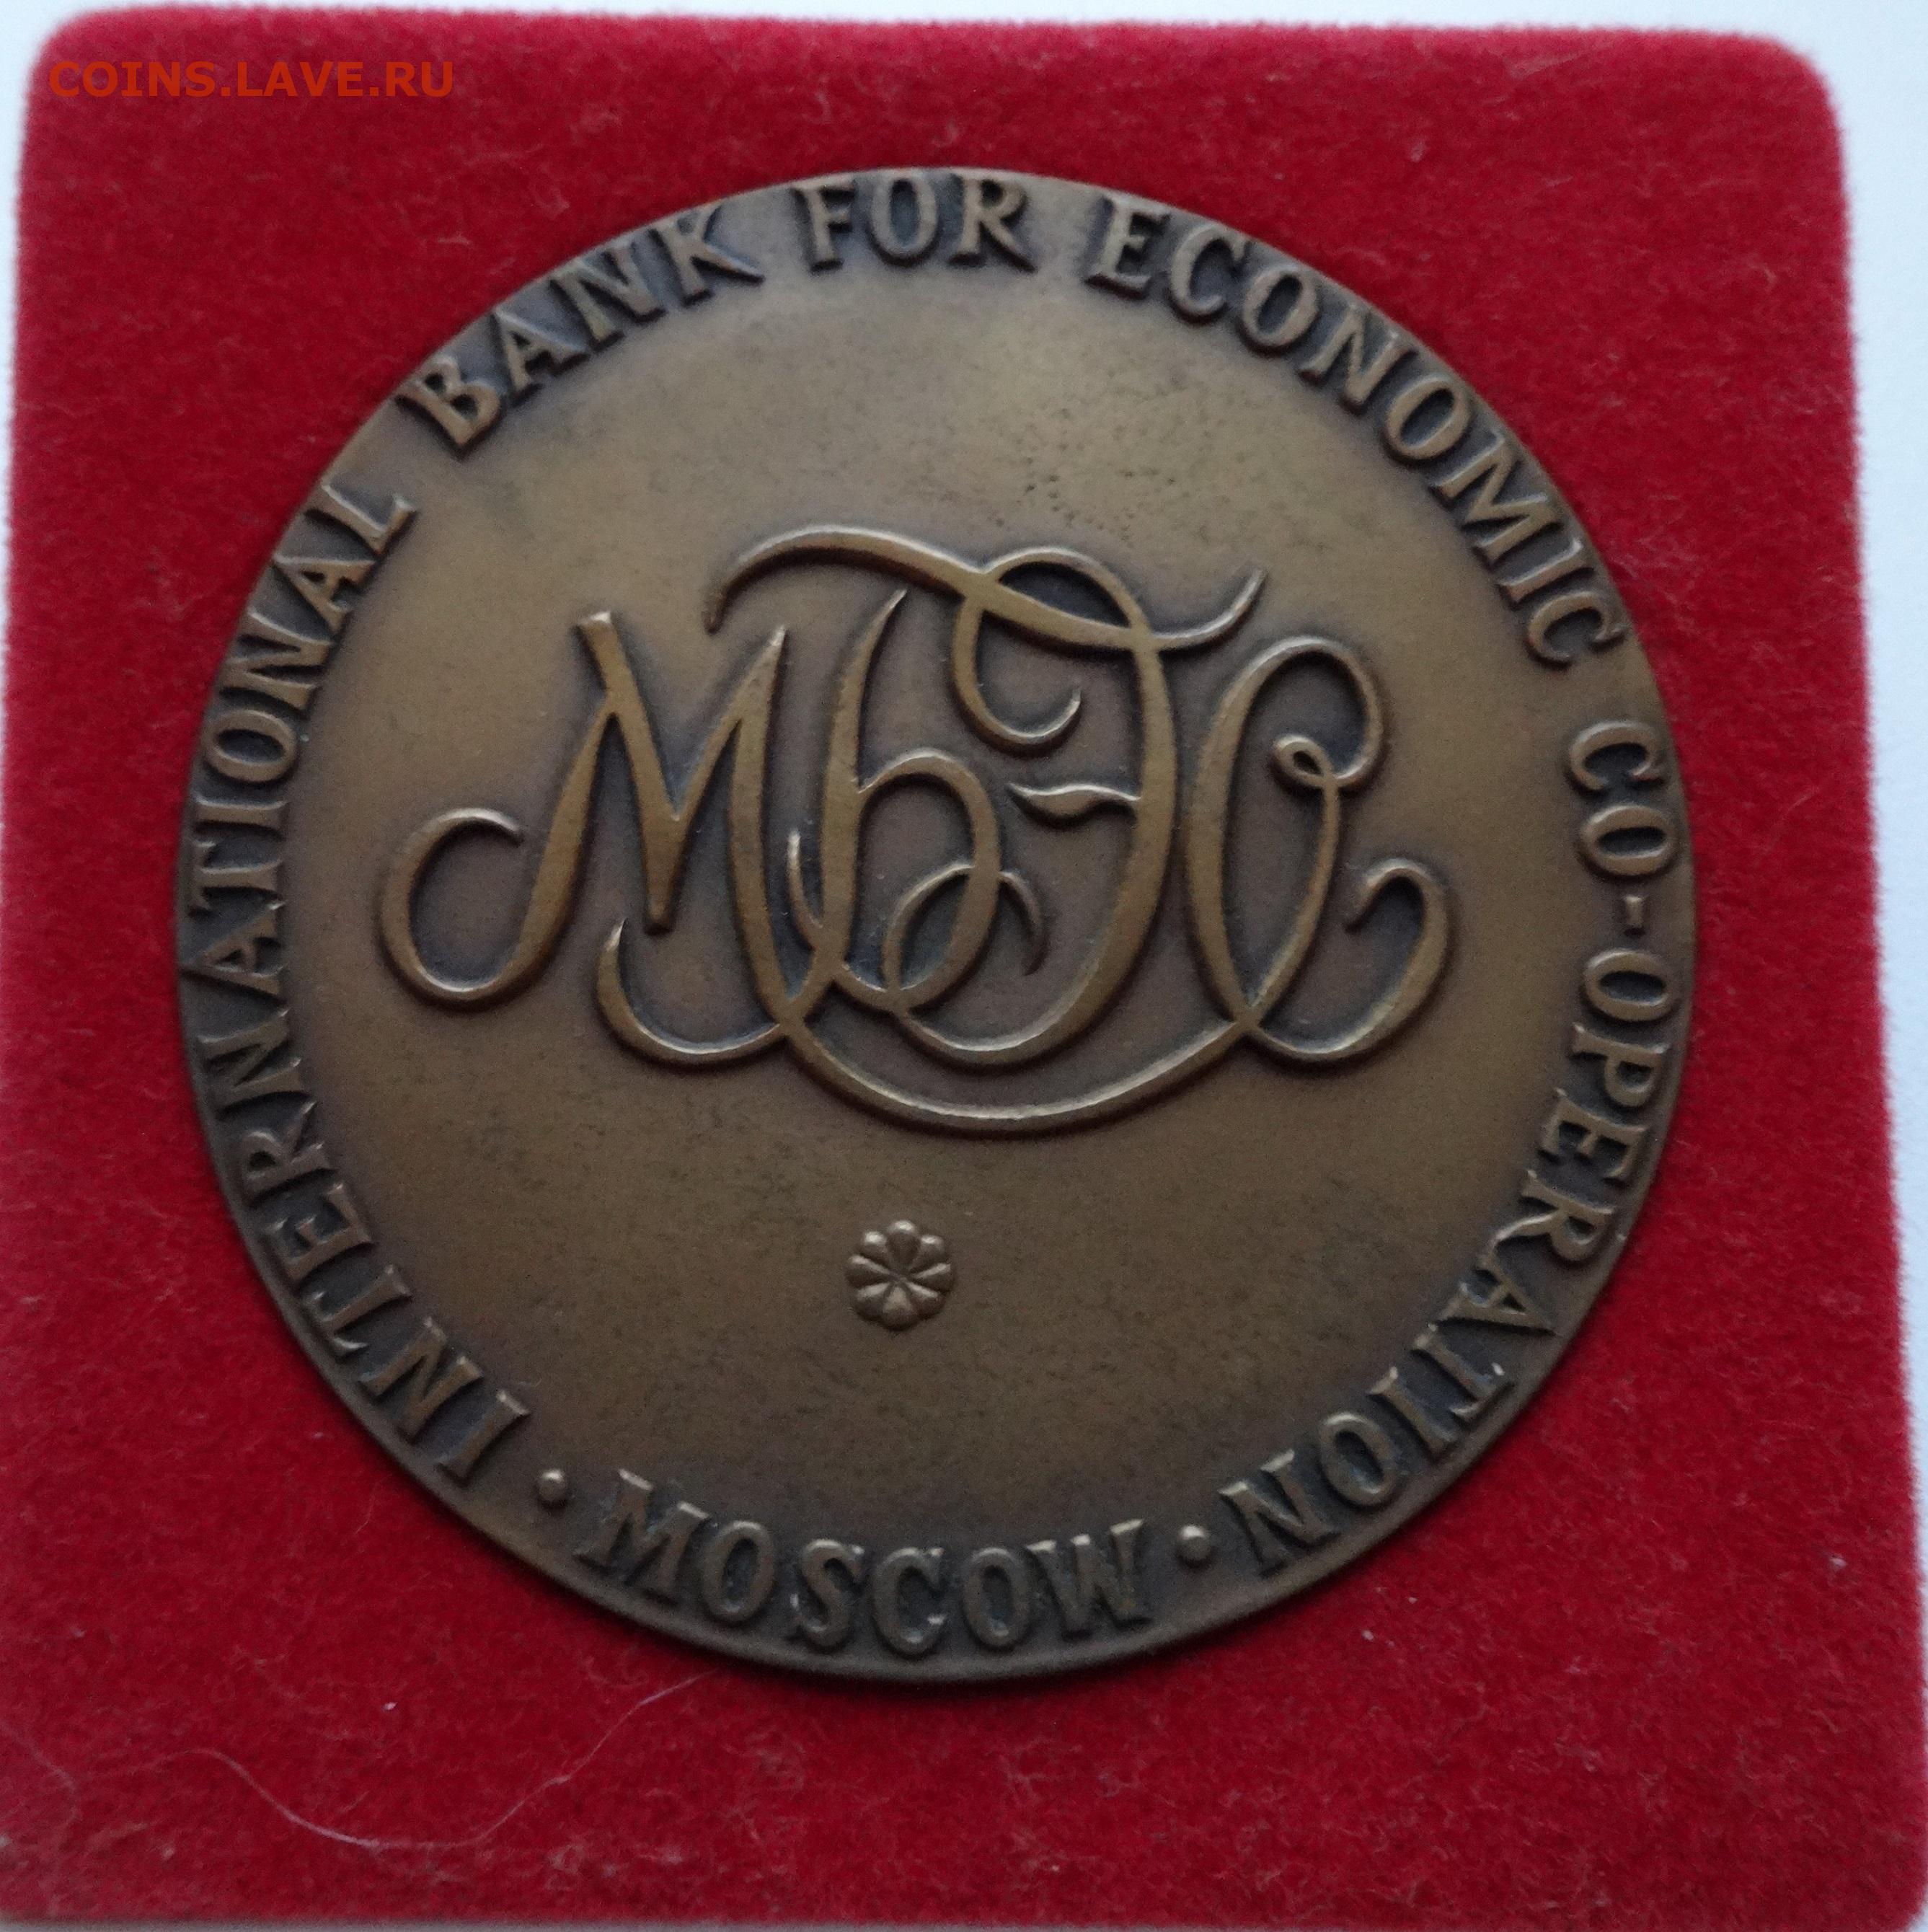 COINS.LAVE.RU
INTERNATIONAL BANK FOR ECONOMIC CO-OPERATION
• MOSCOW •
МБЭС